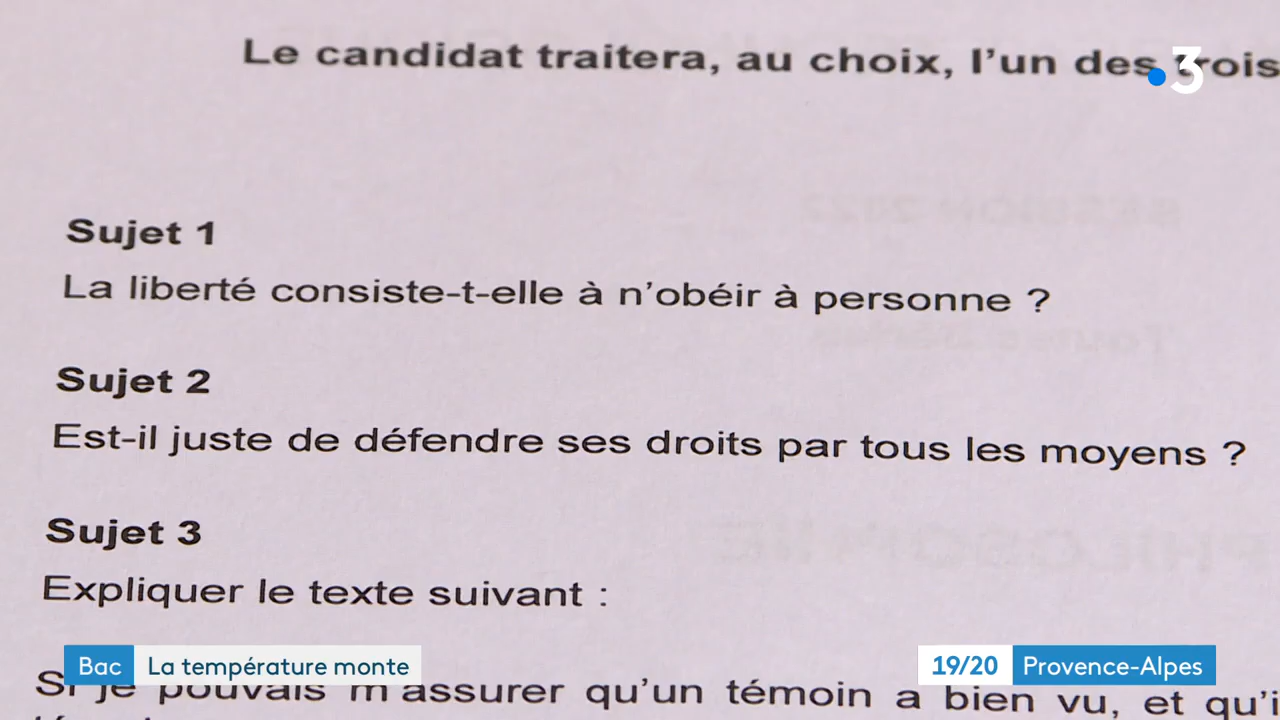 Le candidat traitera, au choix, l'un des trois
3
Sujet 1
La liberté consiste-t-elle à n'obéir à personne ?
Sujet 2
Est-il juste de défendre ses droits par tous les moyens ?
Sujet 3
Expliquer le texte suivant :
Bac La température monte
19/20 Provence-Alpes
Si je pouvais m'assurer qu'un témoin a bien vu, et qu'i